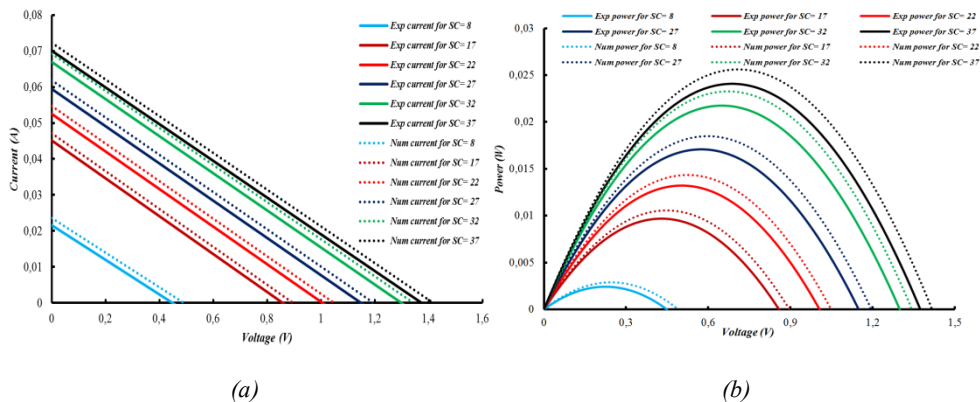 0,08
0,07
0,06
0,05
0,04
0,03
0,02
0,01
0
Current (A)
0 0,2 0,4 0,6 0,8 1 1,2 1,4 1,6
Voltage (V)
Exp current for SC= 8
Exp current for SC= 17
Exp current for SC= 22
Exp current for SC= 27
Exp current for SC= 32
Exp current for SC= 37
Num current for SC= 8
Num current for SC= 17
Num current for SC= 22
Num current for SC= 27
Num current for SC= 32
Num current for SC= 37
(a)
Exp power for SC= 8 Exp power for SC= 17 Exp power for SC= 22
Exp power for SC= 27 Exp power for SC= 32 Exp power for SC= 37
Num power for SC= 8 Num power for SC= 17 Num power for SC= 22
Num power for SC= 27 Num power for SC= 32 Num power for SC= 37
0,03
0,025
0,02
0,015
0,01
0,005
0
Power (W)
0 0,3 0,6 0,9 1,2 1,5
Voltage (V)
(b)